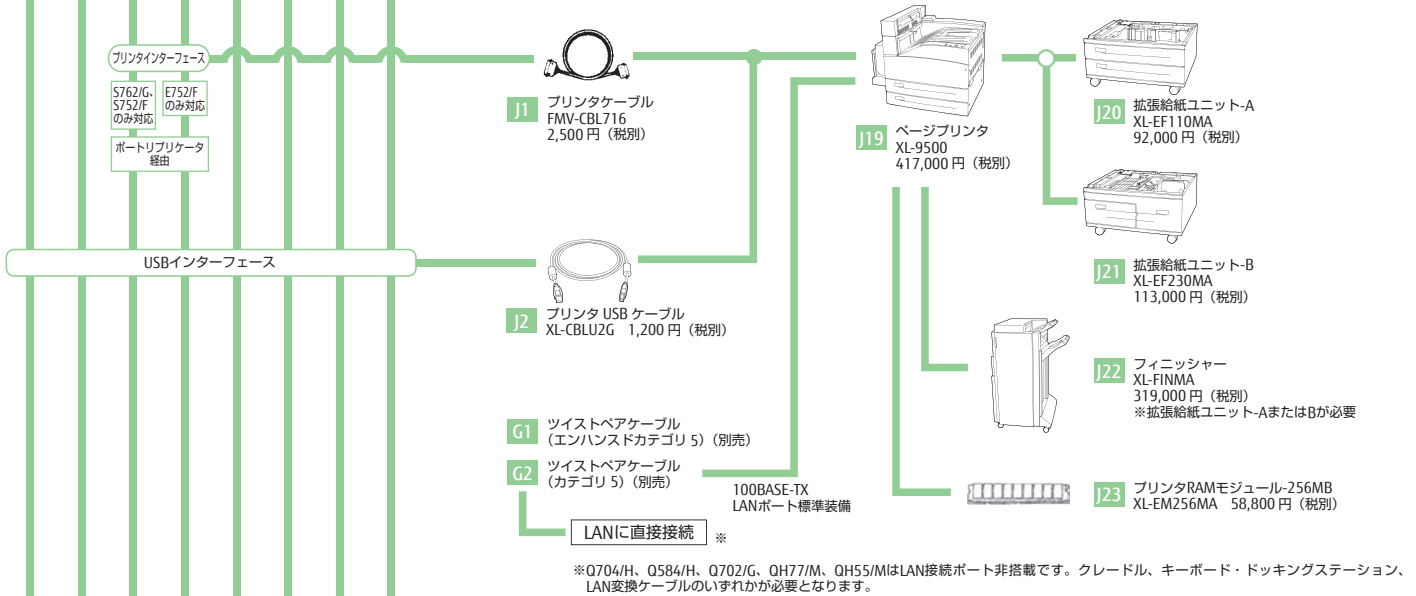 プリンタインターフェース
S762/G、
S752/F
のみ対応
E752/F
のみ対応
ポートリプリケータ
経由
J1
プリンタケーブル
FMV-CBL716
2,500 円（税別）
J19
ページプリンタ
XL-9500
417,000 円（税別）
J20
拡張給紙ユニット-A
XL-EF110MA
92,000 円（税別）
J21
拡張給紙ユニット-B
XL-EF230MA
113,000 円（税別）
USBインターフェース
J2
プリンタ USB ケーブル
XL-CBLU2G 1,200 円（税別）
J22
フィニッシャー
XL-FINMA
319,000 円（税別）
※拡張給紙ユニット-AまたはBが必要
G1
ツイストペアケーブル
（エンハンスドカテゴリ 5）（別売）
G2
ツイストペアケーブル
（カテゴリ 5）（別売）
100BASE-TX
LANポート標準装備
J23
プリンタRAMモジュール-256MB
XL-EM256MA 58,800 円（税別）
LANに直接接続 ※
※Q704/H、Q584/H、Q702/G、QH77/M、QH55/MはLAN接続ポート非搭載です。クレードル、キーボード・ドッキングステーション、
LAN変換ケーブルのいずれかが必要となります。